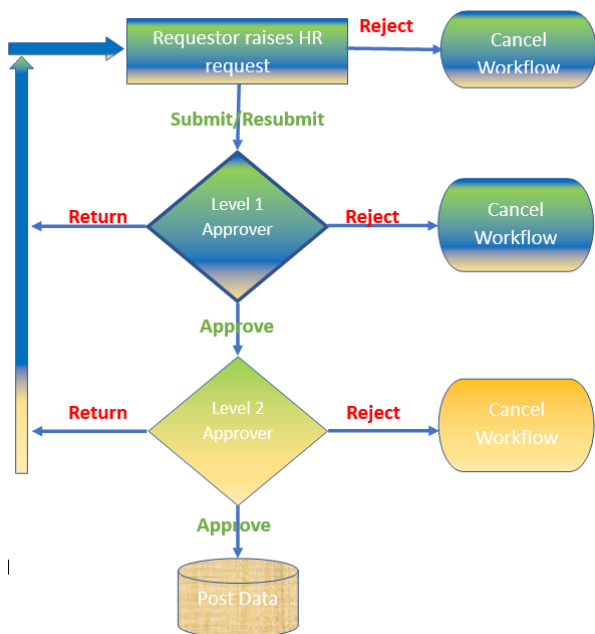 Requestor raises HR
request
Reject
Cancel
Workflow
Submit/Resubmit
Level 1
Approver
Return
Reject
Cancel
Workflow
Approve
Level 2
Approver
Return
Reject
Cancel
Workflow
Approve
Post Data